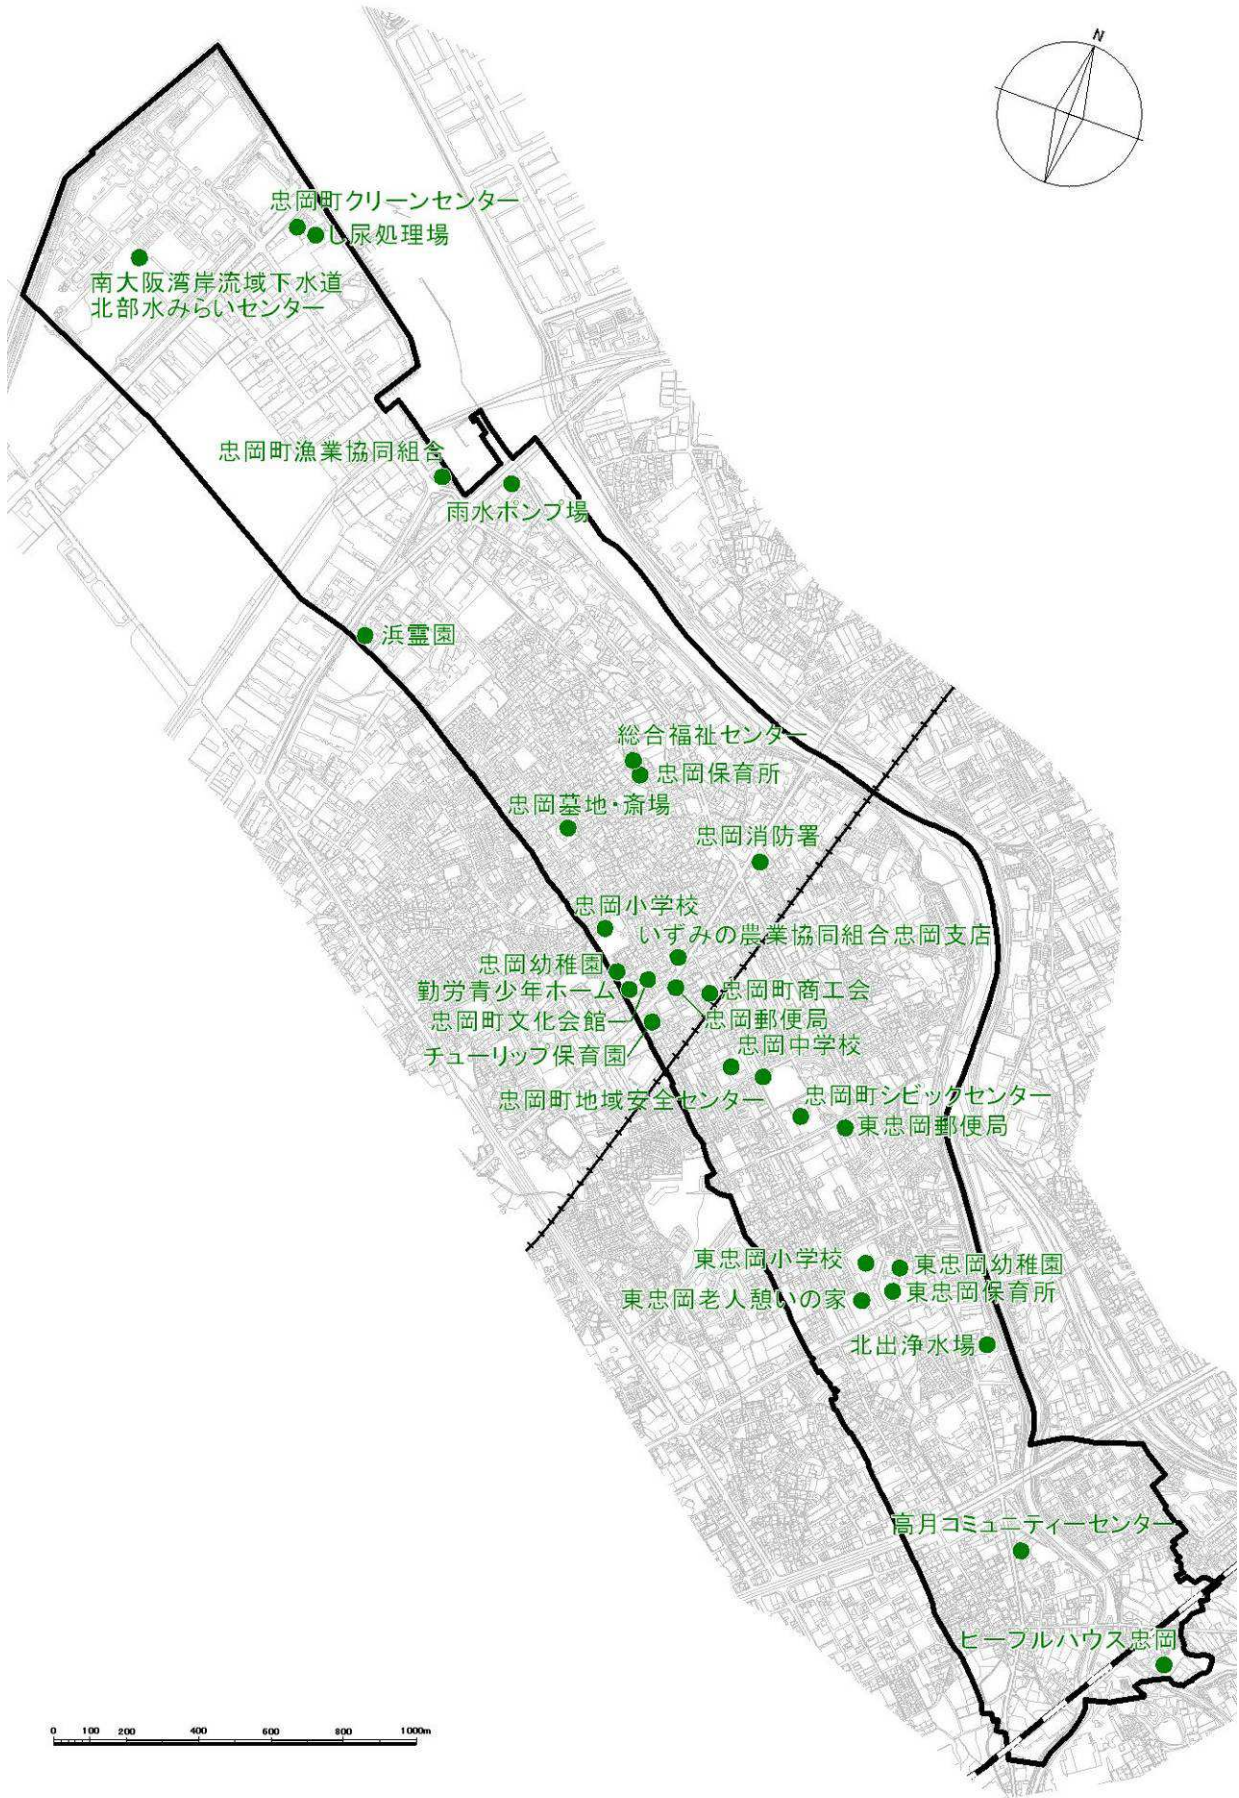 N
忠岡町クリーンセンター
し尿処理場
南大阪湾岸流域下水道
北部水みらいセンター
忠岡町漁業協同組合
雨水ポンプ場
浜霊園
総合福祉センター
忠岡保育所
忠岡墓地・斎場
忠岡消防署
忠岡小学校
いずみの農業協同組合忠岡支店
忠岡幼稚園
勤労青少年ホーム
忠岡町商工会
忠岡町文化会館
忠岡郵便局
チューリップ保育園
忠岡中学校
忠岡町地域安全センター
忠岡町シビックセンター
東忠岡郵便局
東忠岡小学校
東忠岡幼稚園
東忠岡老人憩いの家
東忠岡保育所
北出浄水場
高月コミュニティーセンター
ピープルハウス忠岡
0 100 200 400 600 800 1000m